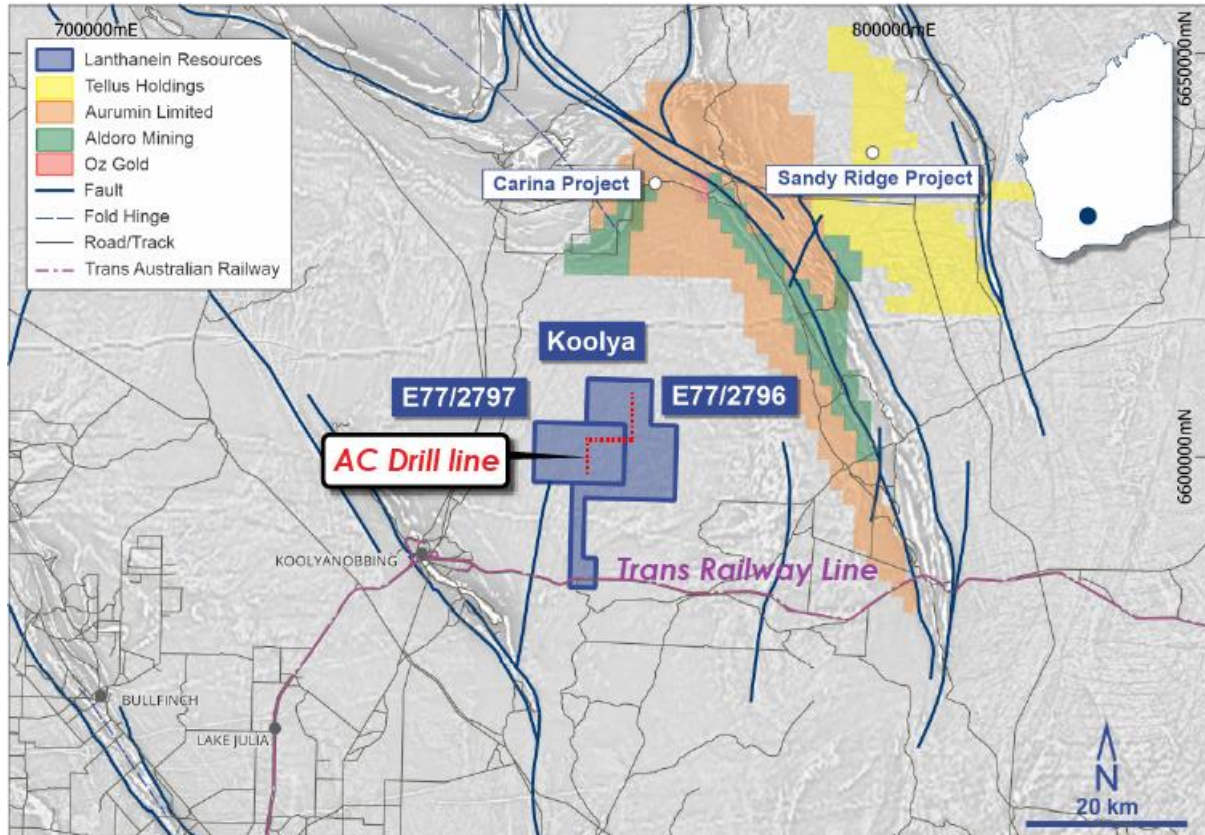 700000mE
800000mE
6650000mN
6600000mN
Lanthanein Resources
Tellus Holdings
Aurumin Limited
Aldoro Mining
Oz Gold
Fault
Fold Hinge
Road/Track
Trans Australian Railway
Carina Project
Sandy Ridge Project
Koolya
E77/2797
E77/2796
AC Drill line
KOOLYANOBBING
Trans Railway Line
BULLFINCH
LAKE JULIA
N
20 km